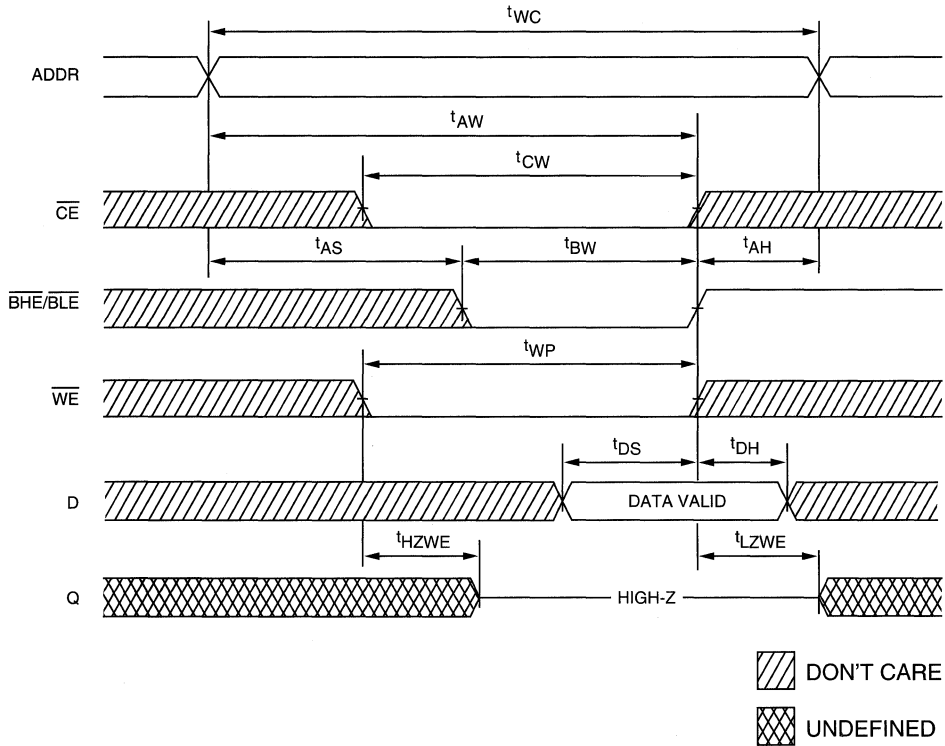 tWC
ADDR
tAW
tCW
CE
tAS
tBW
tAH
BHE/BLE
tWP
WE
tDS
tDH
D
DATA VALID
tHZWE
tLZWE
Q
HIGH-Z
DON'T CARE
UNDEFINED